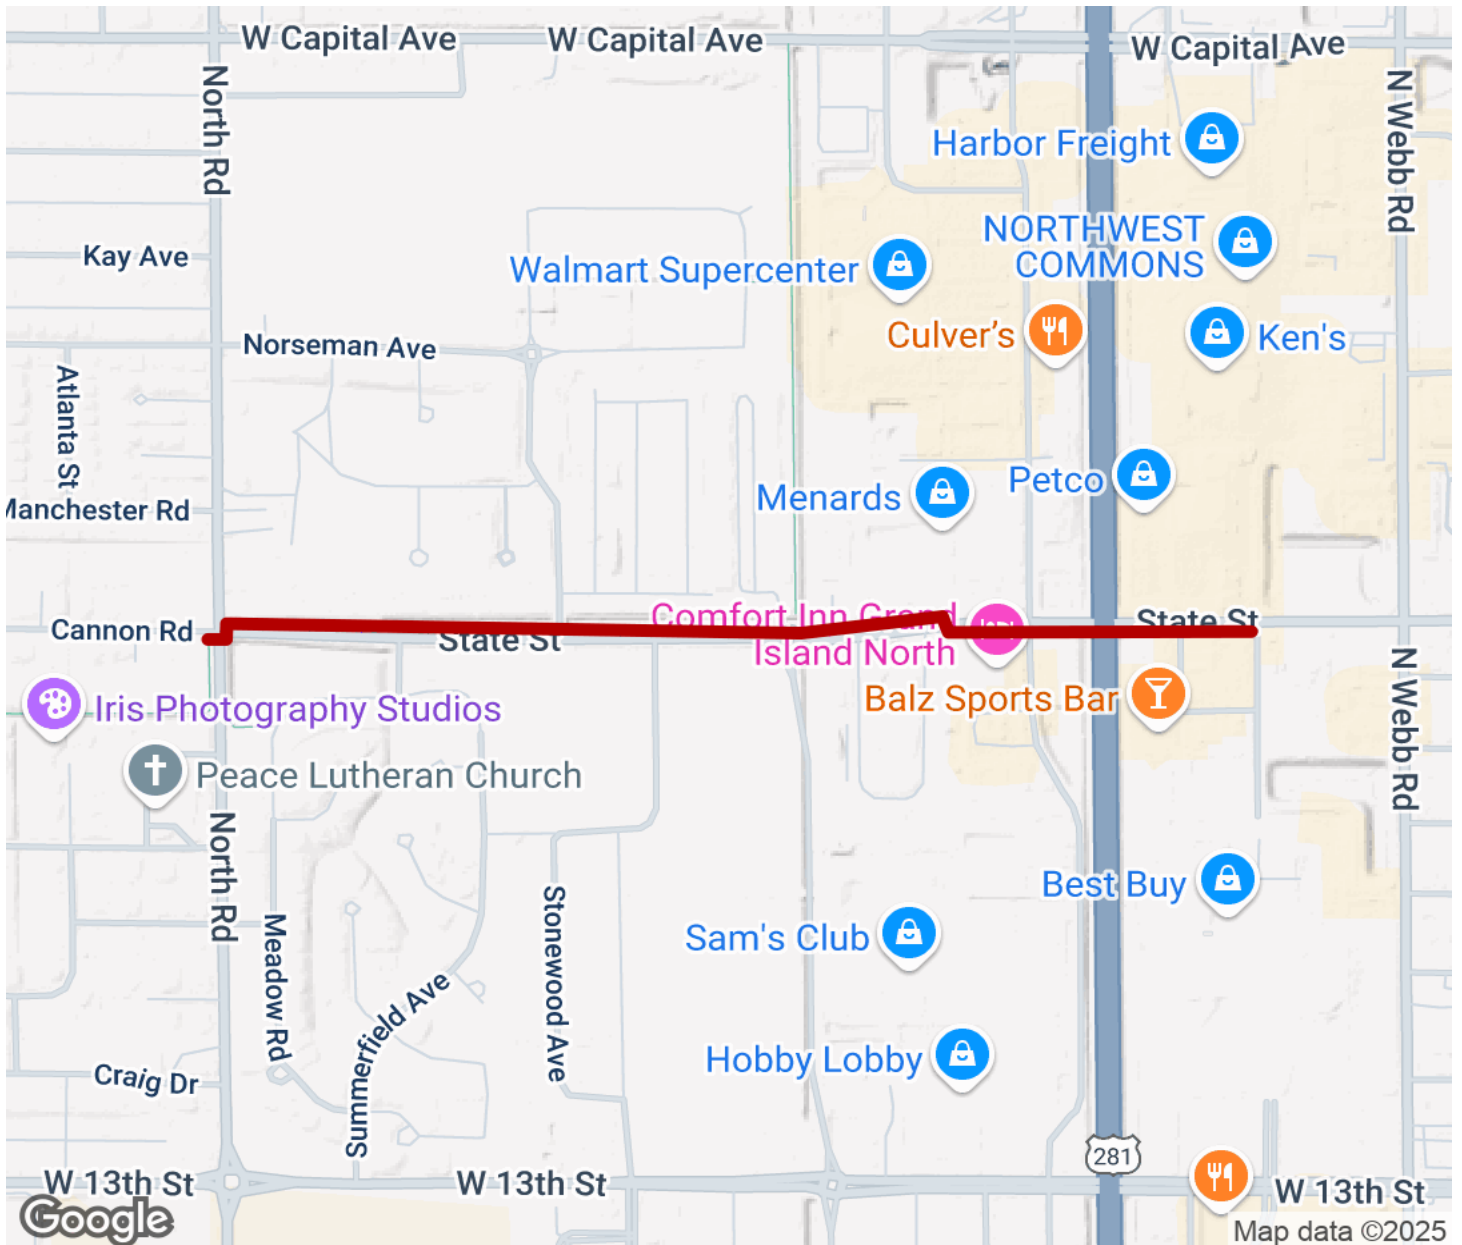 W Capital Ave
W Capital Ave
W Capital Ave
North Rd
N Webb Rd
Harbor Freight
NORTHWEST
COMMONS
Kay Ave
Walmart Supercenter
Culver's
Ken's
Norseman Ave
Atlanta St
Petco
Menards
Manchester Rd
Comfort Inn Grand
Island North
State St
Cannon Rd
State St
N Webb Rd
Iris Photography Studios
Balz Sports Bar
Peace Lutheran Church
North Rd
Meadow Rd
Stonewood Ave
Best Buy
Sam's Club
Summerfield Ave
Hobby Lobby
Craig Dr
281
W 13th St
W 13th St
W 13th St
Google
Map data ©2025